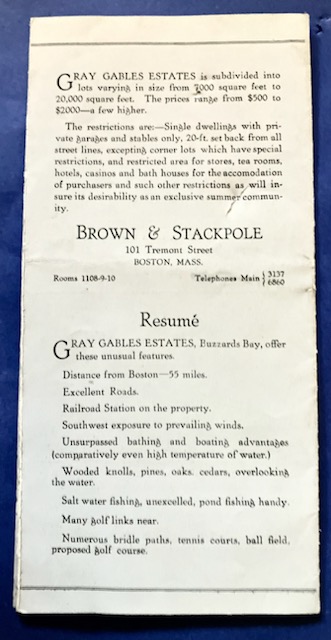 GRAY GABLES ESTATES is subdivided into
lots varying in size from 7000 square feet to
20,000 square feet. The prices range from $500 to
$2000—a few higher.
The restrictions are:—Single dwellings with pri-
vate garages and stables only, 20-ft. set back from all
street lines, excepting corner lots which have special
restrictions, and restricted area for stores, tea rooms,
hotels, casinos and bath houses for the accomodation
of purchasers and such other restrictions as will in-
sure its desirability as an exclusive summer commun-
ity.
BROWN & STACKPOLE
101 Tremont Street
BOSTON, MASS.
Rooms 1108-9-10 Telephones Main { 3137
6860
Resumé
GRAY GABLES ESTATES, Buzzards Bay, offer
these unusual features.
Distance from Boston—55 miles.
Excellent Roads.
Railroad Station on the property.
Southwest exposure to prevailing winds.
Unsurpassed bathing and boating advantages
(comparatively even high temperature of water.)
Wooded knolls, pines, oaks. cedars, overlooking
the water.
Salt water fishing, unexcelled, pond fishing handy.
Many golf links near.
Numerous bridle paths, tennis courts, ball field,
proposed golf course.